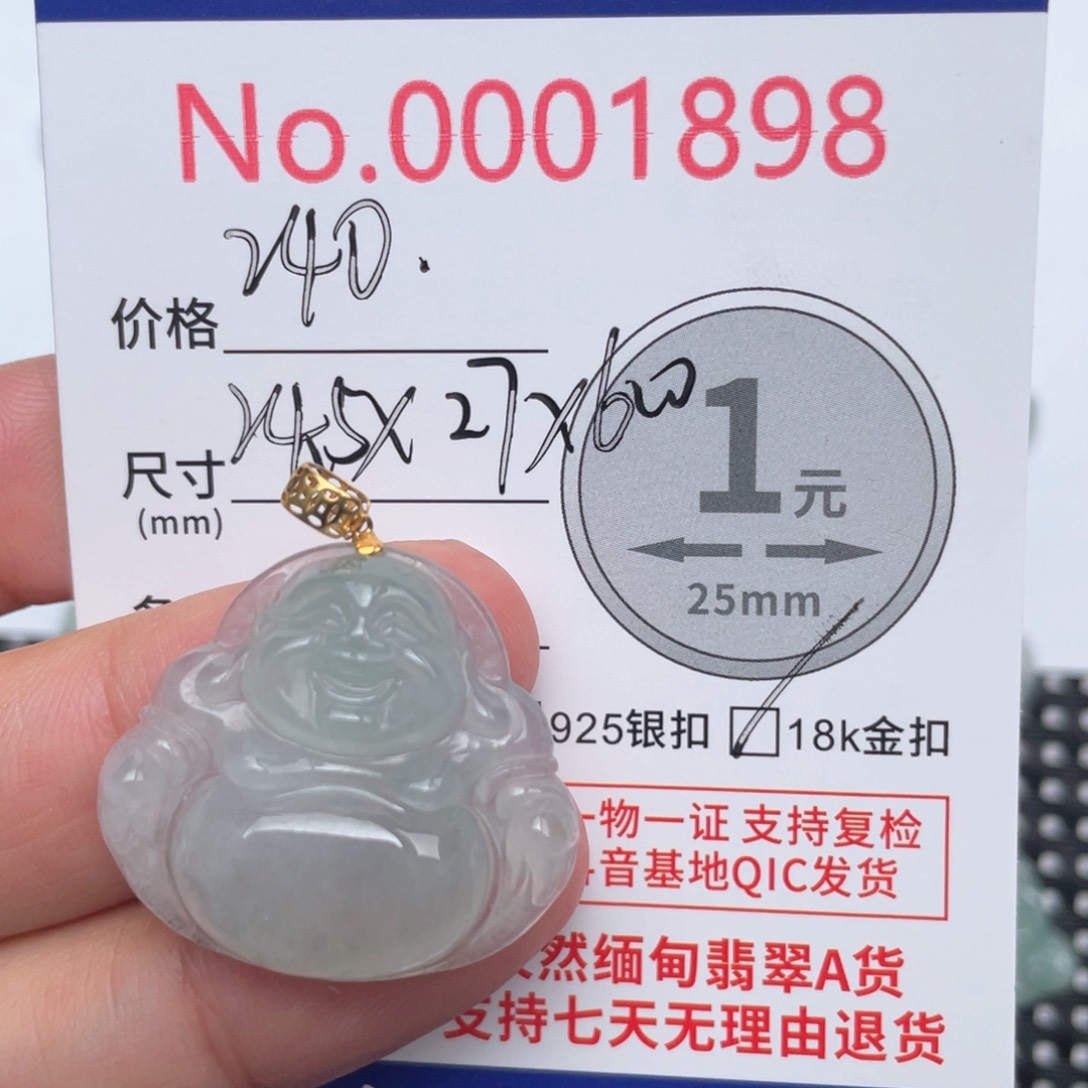 No.0001898
价格 240.
尺寸 24.5X 27X6.0
(mm)
1元
25mm
925银扣 18k金扣
一物一证 支持复检
音基地QIC发货
然缅甸翡翠A货
支持七天无理由退货